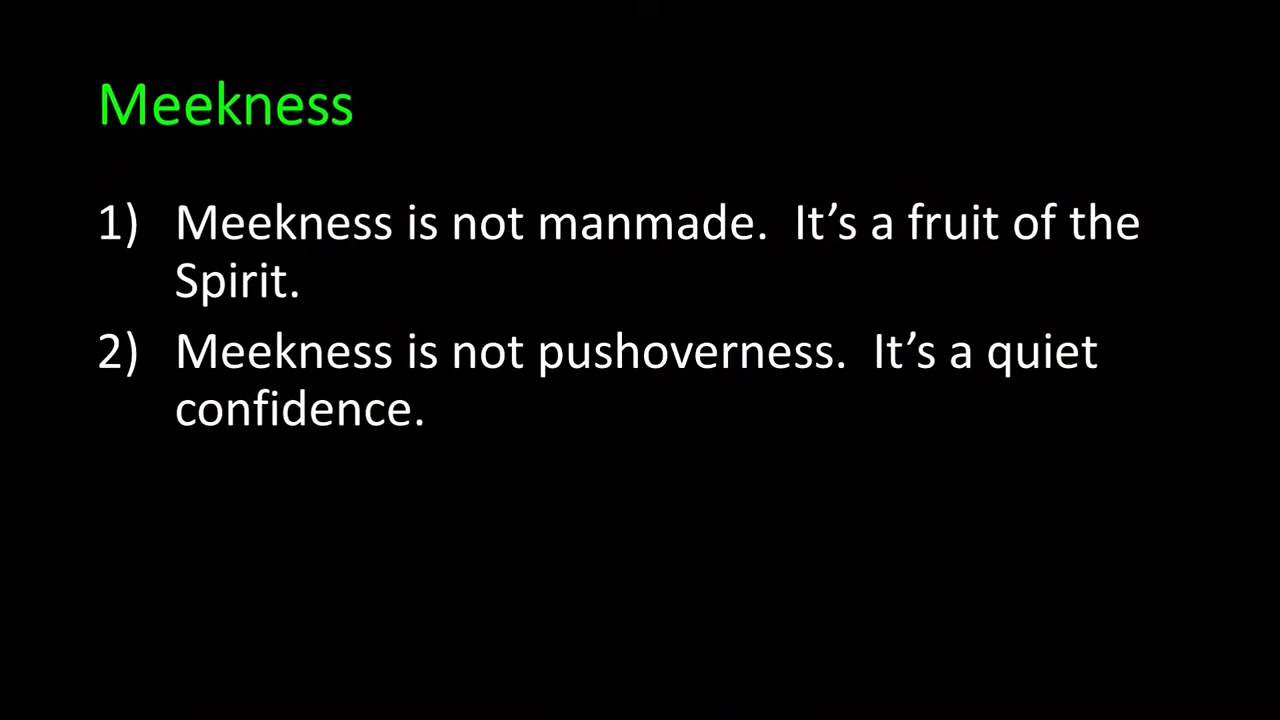 Meekness
1) Meekness is not manmade.  It’s a fruit of the
Spirit.
2) Meekness is not pushoverness.  It’s a quiet
confidence.